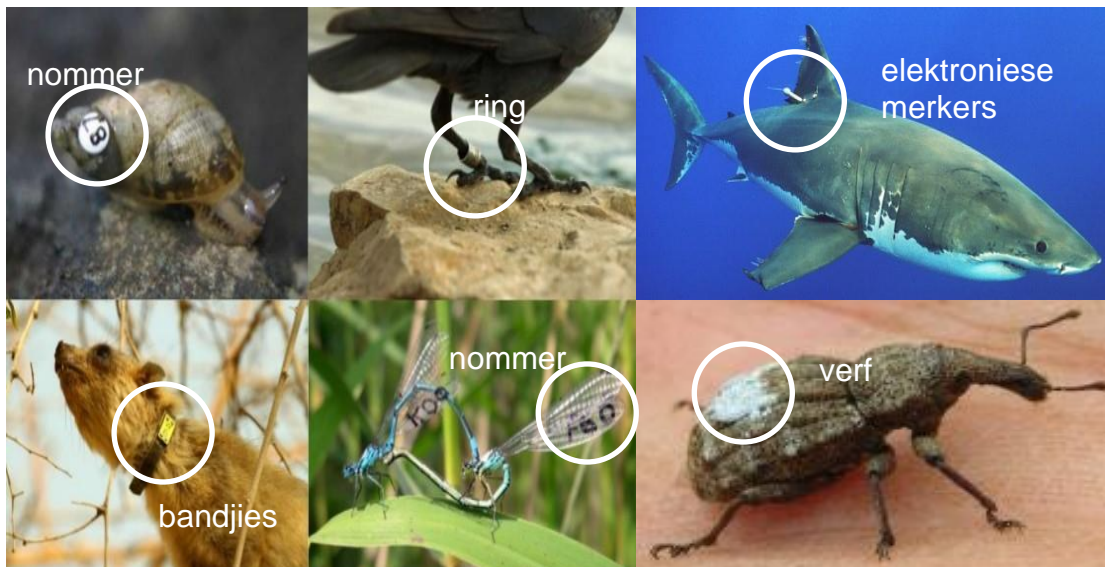 nommer
ring
elektroniese
merkers
bandjies
nommer
verf